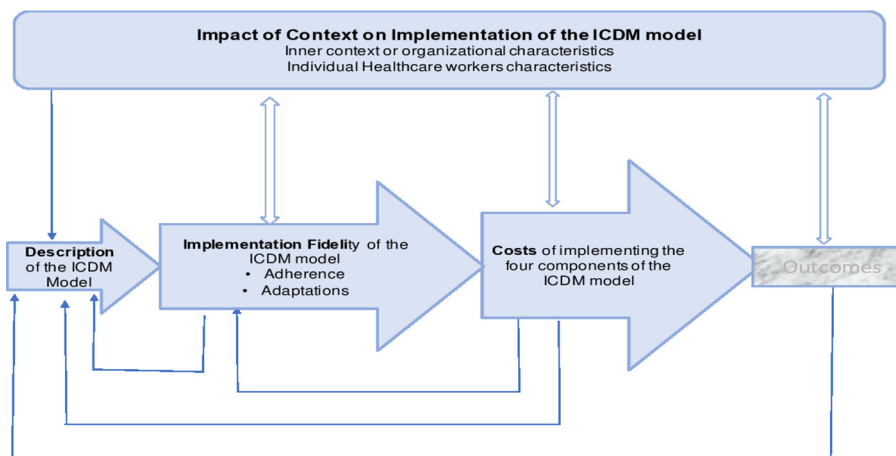 Impact of Context on Implementation of the ICDM model
Inner context or organizational characteristics
Individual Healthcare workers characteristics
Description
of the ICDM
Model
Implementation Fidelity of the
ICDM model
• Adherence
• Adaptations
Costs of implementing the
four components of the
ICDM model
Outcomes